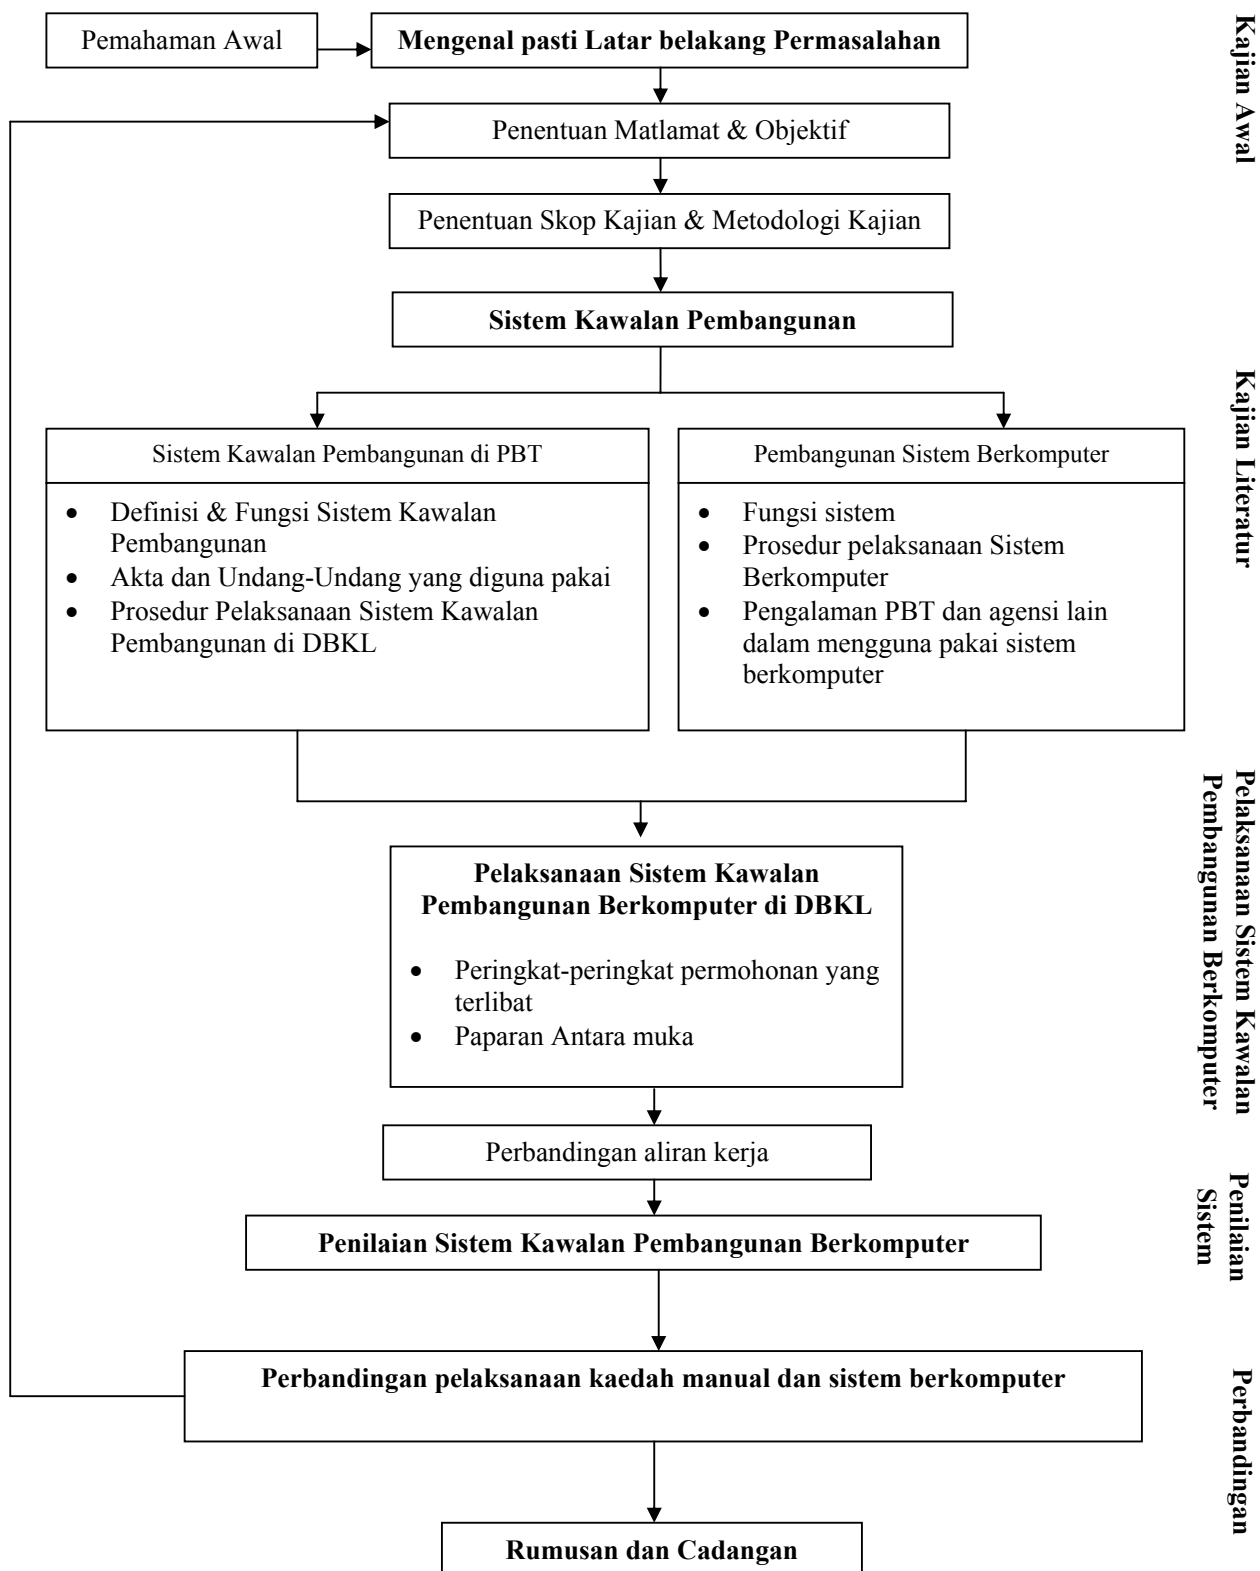 Pemahaman Awal
Mengenal pasti Latar belakang Permasalahan
Kajian Awal
Penentuan Matlamat & Objektif
Penentuan Skop Kajian & Metodologi Kajian
Sistem Kawalan Pembangunan
Kajian Literatur
Sistem Kawalan Pembangunan di PBT
• Definisi & Fungsi Sistem Kawalan
Pembangunan
• Akta dan Undang-Undang yang diguna pakai
• Prosedur Pelaksanaan Sistem Kawalan
Pembangunan di DBKL
Pembangunan Sistem Berkomputer
• Fungsi sistem
• Prosedur pelaksanaan Sistem
Berkomputer
• Pengalaman PBT dan agensi lain
dalam mengguna pakai sistem
berkomputer
Pelaksanaan Sistem Kawalan
Pembangunan Berkomputer
Pelaksanaan Sistem Kawalan
Pembangunan Berkomputer di DBKL
• Peringkat-peringkat permohonan yang
terlibat
• Paparan Antara muka
Perbandingan aliran kerja
Penilaian
Sistem
Penilaian Sistem Kawalan Pembangunan Berkomputer
Perbandingan pelaksanaan kaedah manual dan sistem berkomputer
Perbandingan
Rumusan dan Cadangan